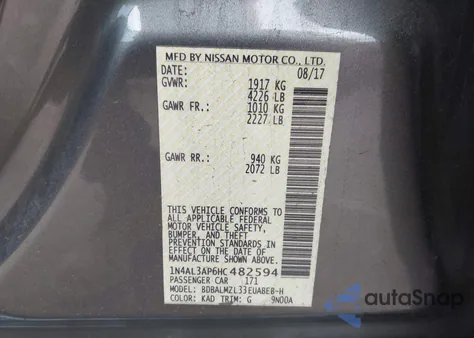 MFD BY NISSAN MOTOR CO., LTD.
DATE: 08/17
GVWR: 1917 KG
4226 LB
GAWR FR.: 1010 KG
2227 LB
GAWR RR.: 940 KG
2072 LB
THIS VEHICLE CONFORMS TO
ALL APPLICABLE FEDERAL
MOTOR VEHICLE SAFETY,
BUMPER, AND THEFT
PREVENTION STANDARDS IN
EFFECT ON THE DATE OF
MANUFACTURE SHOWN ABOVE.
1N4AL3AP6HC482594
PASSENGER CAR 171
MODEL: BDBALMZL33EUABEB-H
COLOR: KAD TRIM: G 9N00A
autoSnap